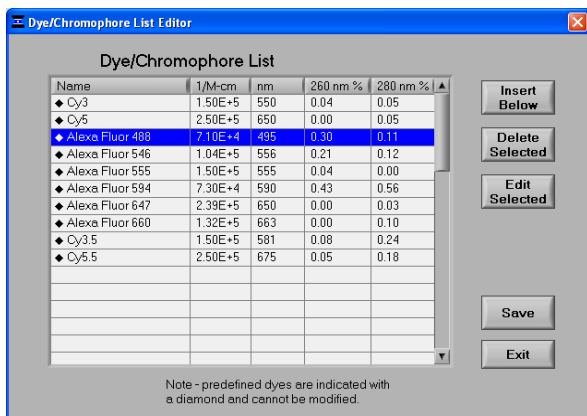 Dye/Chromophore List Editor
Dye/Chromophore List
Name 1/M-cm nm 260 nm % 280 nm %
◆ Cy3 1.50E+5 550 0.04 0.05
◆ Cy5 2.50E+5 650 0.00 0.05
◆ Alexa Fluor 488 7.10E+4 495 0.30 0.11
◆ Alexa Fluor 546 1.04E+5 556 0.21 0.12
◆ Alexa Fluor 555 1.50E+5 555 0.04 0.00
◆ Alexa Fluor 594 7.30E+4 590 0.43 0.56
◆ Alexa Fluor 647 2.39E+5 650 0.00 0.03
◆ Alexa Fluor 660 1.32E+5 663 0.00 0.10
◆ Cy3.5 1.50E+5 581 0.08 0.24
◆ Cy5.5 2.50E+5 675 0.05 0.18
Insert
Below
Delete
Selected
Edit
Selected
Save
Exit
Note - predefined dyes are indicated with
a diamond and cannot be modified.